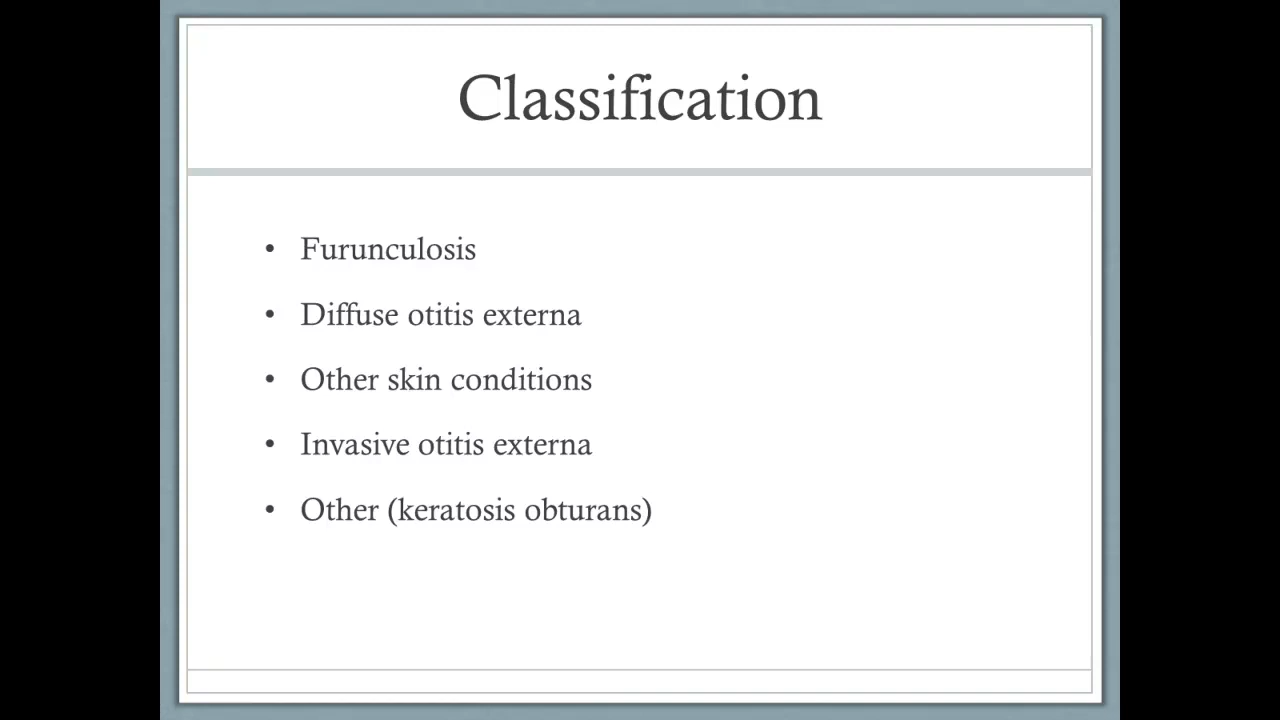 Classification
• Furunculosis
• Diffuse otitis externa
• Other skin conditions
• Invasive otitis externa
• Other (keratosis obturans)